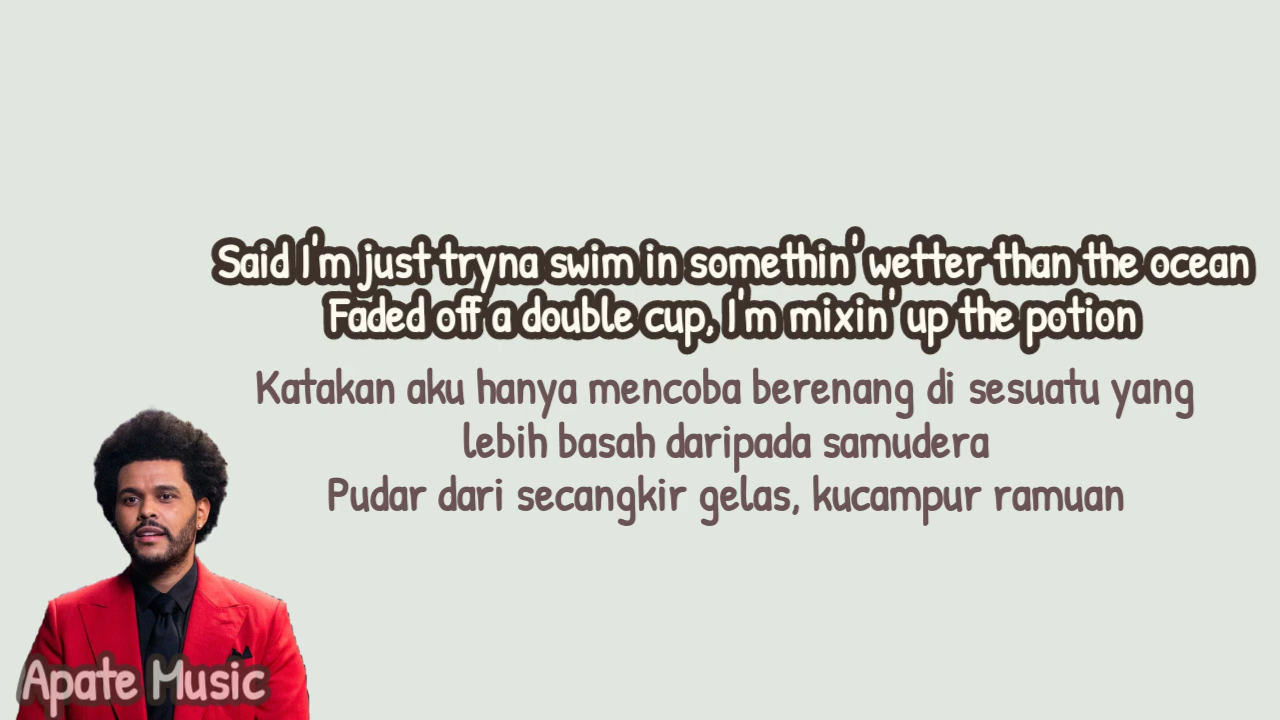 Said I'm just tryna swim in somethin' wetter than the ocean
Faded off a double cup, I'm mixin' up the potion
Katakan aku hanya mencoba berenang di sesuatu yang
lebih basah daripada samudera
Pudar dari secangkir gelas, kucampur ramuan
Apate Music